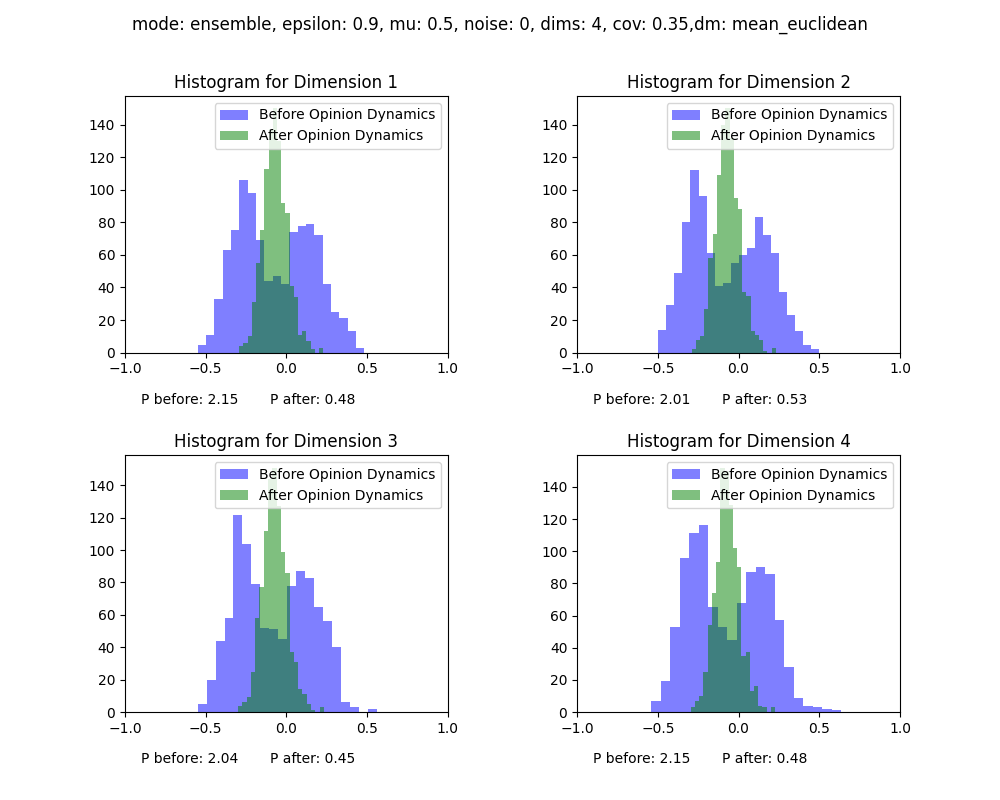 mode: ensemble, epsilon: 0.9, mu: 0.5, noise: 0, dims: 4, cov: 0.35,dm: mean_euclidean
Histogram for Dimension 1
Before Opinion Dynamics
After Opinion Dynamics
140
120
100
80
60
40
20
0
−1.0 −0.5 0.0 0.5 1.0
P before: 2.15 P after: 0.48
Histogram for Dimension 2
Before Opinion Dynamics
After Opinion Dynamics
140
120
100
80
60
40
20
0
−1.0 −0.5 0.0 0.5 1.0
P before: 2.01 P after: 0.53
Histogram for Dimension 3
Before Opinion Dynamics
After Opinion Dynamics
140
120
100
80
60
40
20
0
−1.0 −0.5 0.0 0.5 1.0
P before: 2.04 P after: 0.45
Histogram for Dimension 4
Before Opinion Dynamics
After Opinion Dynamics
140
120
100
80
60
40
20
0
−1.0 −0.5 0.0 0.5 1.0
P before: 2.15 P after: 0.48